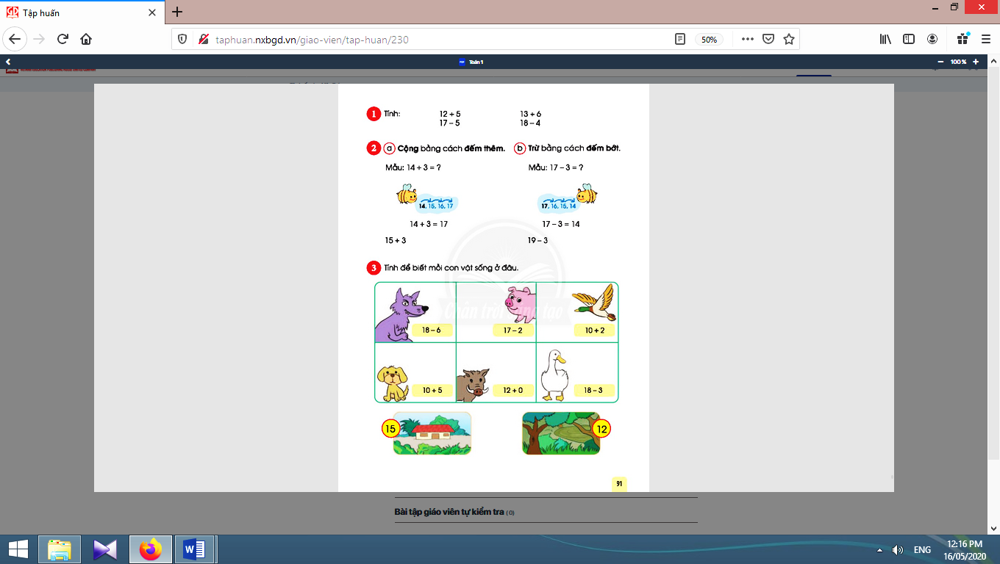 Tập huấn
taphuan.nxbgd.vn/giao-vien/tap-huan/230
50%
PDF Toán 1
100 %
1 Tính: 12 + 5 13 + 6
17 – 5 18 – 4
2 a Cộng bằng cách đếm thêm. b Trừ bằng cách đếm bớt.
Mẫu: 14 + 3 = ? Mẫu: 17 – 3 = ?
14, 15, 16, 17 17, 16, 15, 14
14 + 3 = 17 17 – 3 = 14
15 + 3 19 – 3
3 Tính để biết mỗi con vật sống ở đâu.
Chân trời sáng tạo
18 – 6 17 – 2 10 + 2
10 + 5 12 + 0 18 – 3
15 12
91
Bài tập giáo viên tự kiểm tra (0)
ENG
12:16 PM
16/05/2020